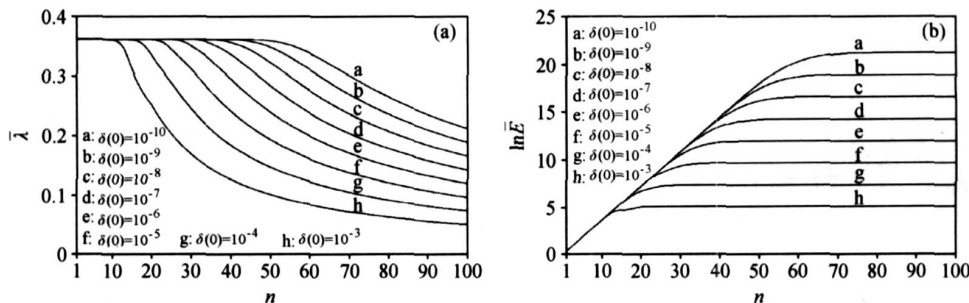 0.4
0.3
0.2
0.1
0
λ̅
(a)
a
b
c
d
e
f
g
h
a: δ(0)=10⁻¹⁰
b: δ(0)=10⁻⁹
c: δ(0)=10⁻⁸
d: δ(0)=10⁻⁷
e: δ(0)=10⁻⁶
f: δ(0)=10⁻⁵ g: δ(0)=10⁻⁴ h: δ(0)=10⁻³
1 10 20 30 40 50 60 70 80 90 100
n
25
20
15
10
5
0
lnE̅
(b)
a: δ(0)=10⁻¹⁰
b: δ(0)=10⁻⁹
c: δ(0)=10⁻⁸
d: δ(0)=10⁻⁷
e: δ(0)=10⁻⁶
f: δ(0)=10⁻⁵
g: δ(0)=10⁻⁴
h: δ(0)=10⁻³
a
b
c
d
e
f
g
h
1 10 20 30 40 50 60 70 80 90 100
n